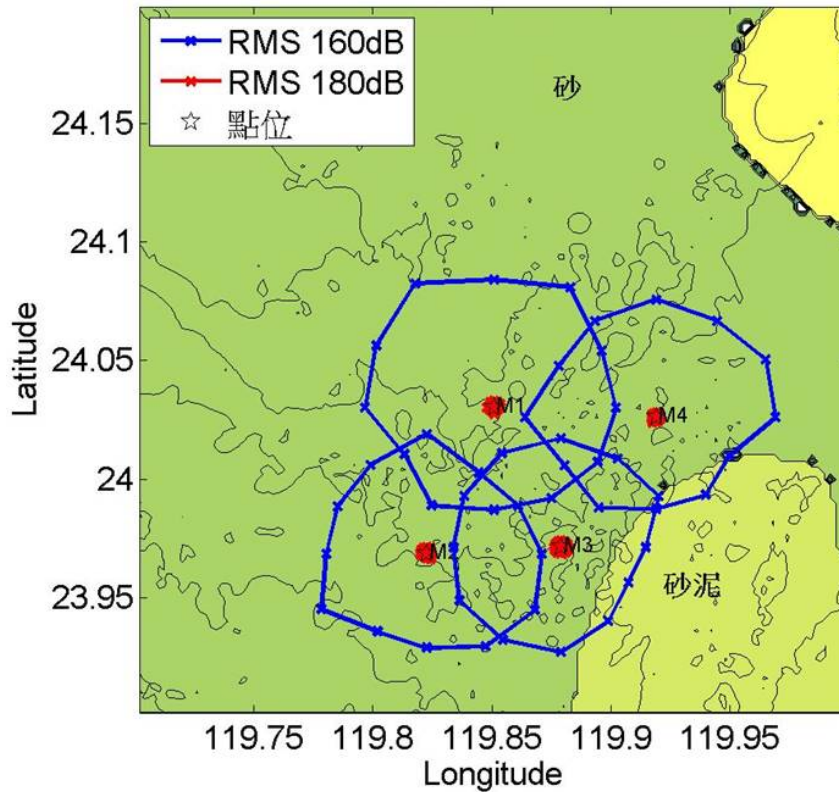 RMS 160dB
RMS 180dB
點位
砂
24.15
24.1
24.05
24
23.95
Latitude
M1
M4
M2
M3
砂泥
119.75
119.8
119.85
119.9
119.95
Longitude